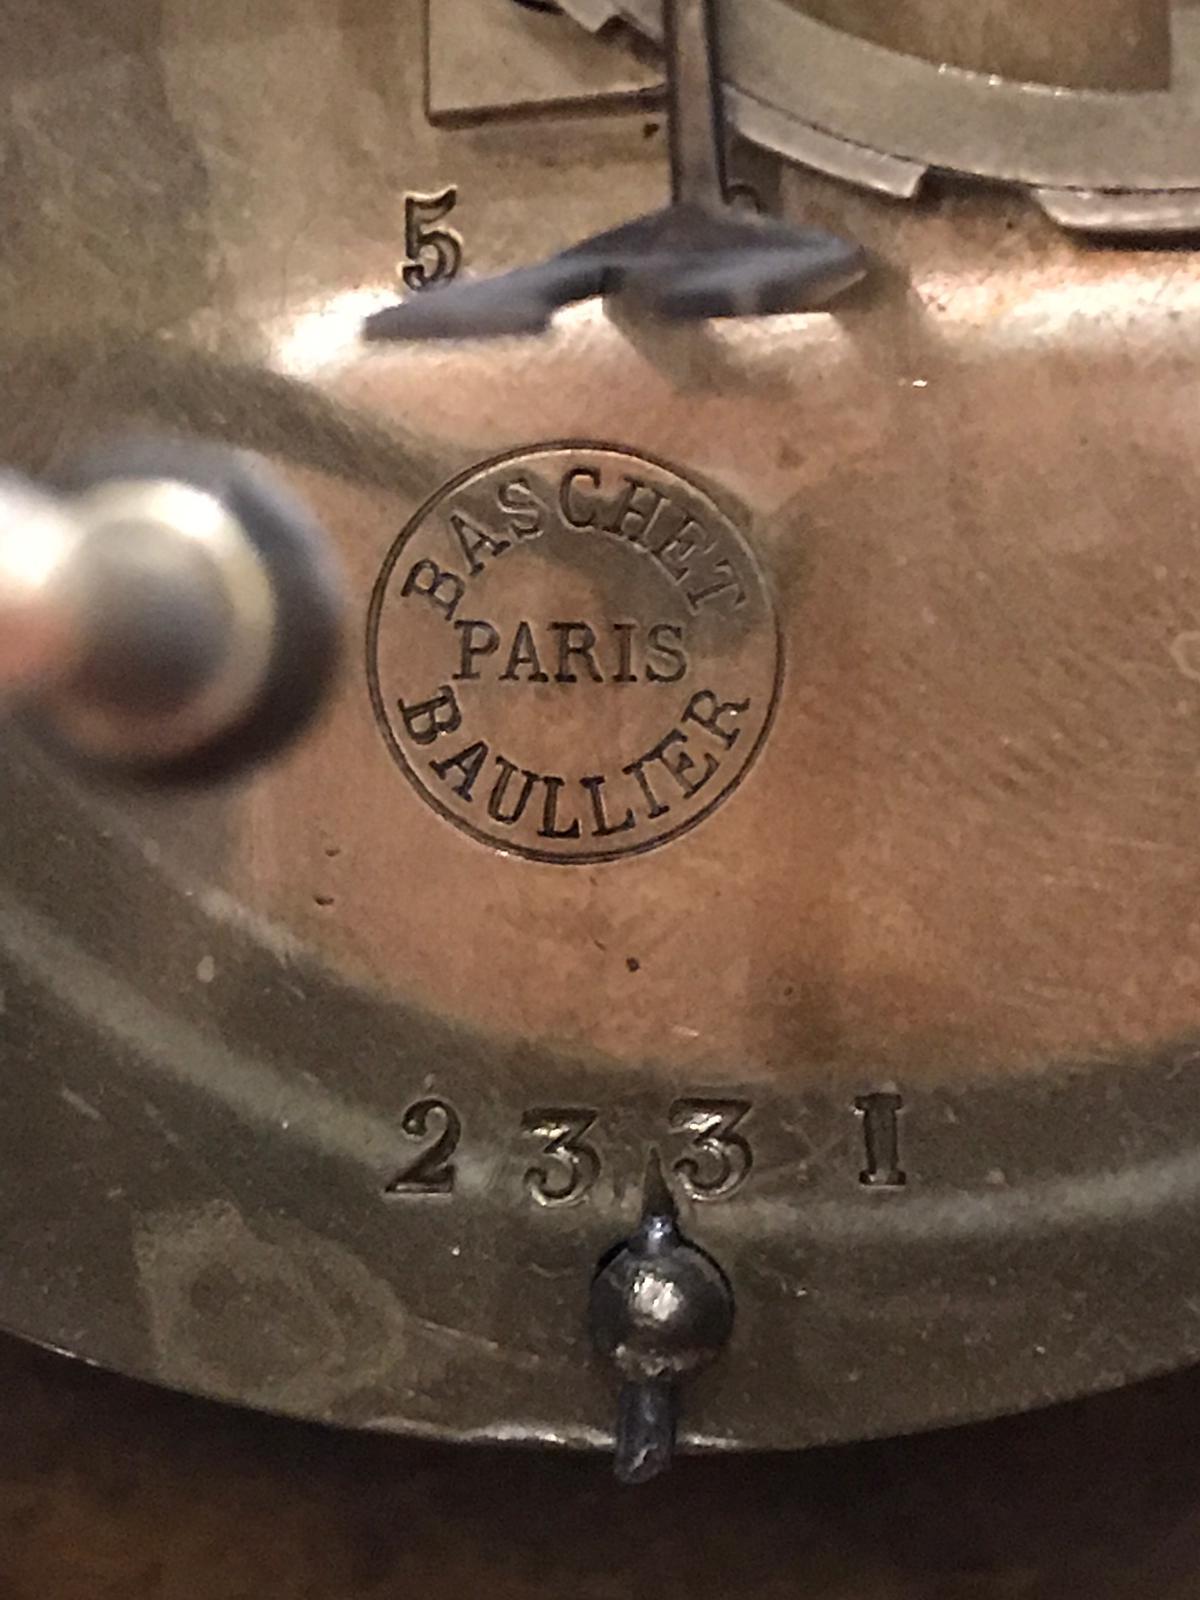 5
BASCHET
PARIS
BAULLIER
2331